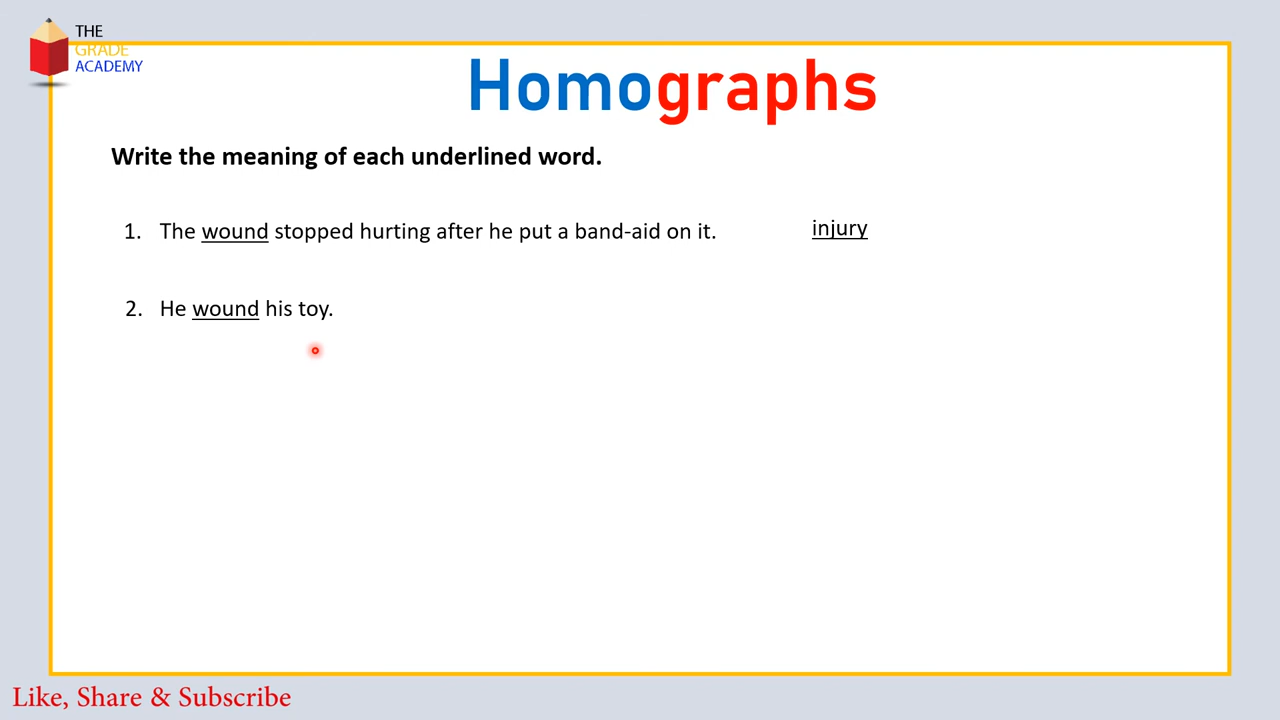 THE
GRADE
ACADEMY
Homographs
Write the meaning of each underlined word.
1. The wound stopped hurting after he put a band-aid on it. injury
2. He wound his toy.
Like, Share & Subscribe